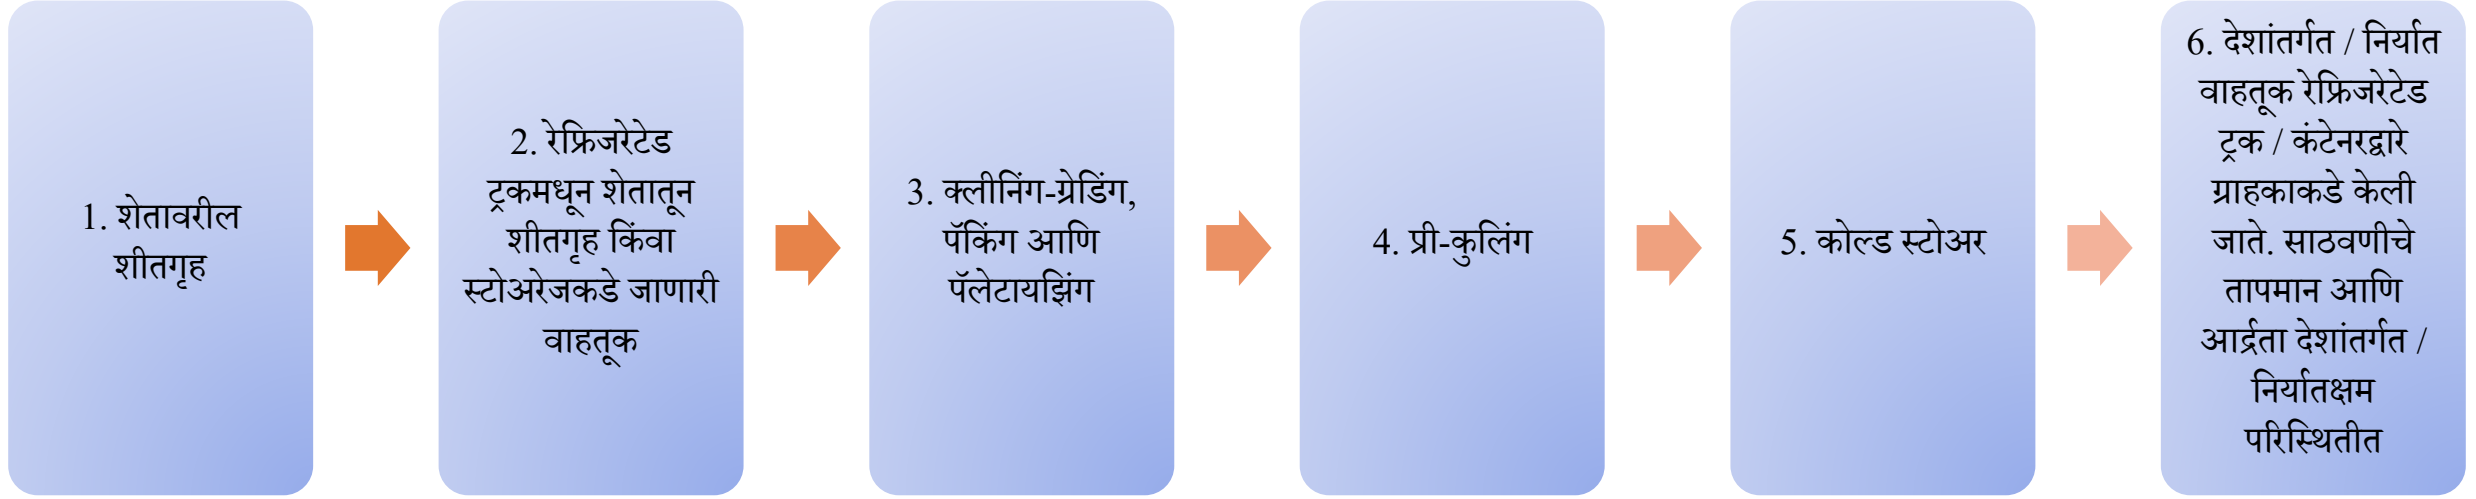 1. शेतावरील
शीतगृह
2. रेफ्रिजरेटेड
ट्रकमधून शेतातून
शीतगृह किंवा
स्टोअरेजकडे जाणारी
वाहतूक
3. क्लीनिंग-ग्रेडिंग,
पॅकिंग आणि
पॅलेटायझिंग
4. प्री-कुलिंग
5. कोल्ड स्टोअर
6. देशांतर्गत / निर्यात
वाहतूक रेफ्रिजरेटेड
ट्रक / कंटेनरद्वारे
ग्राहकाकडे केली
जाते. साठवणीचे
तापमान आणि
आर्द्रता देशांतर्गत /
निर्यातक्षम
परिस्थितीत